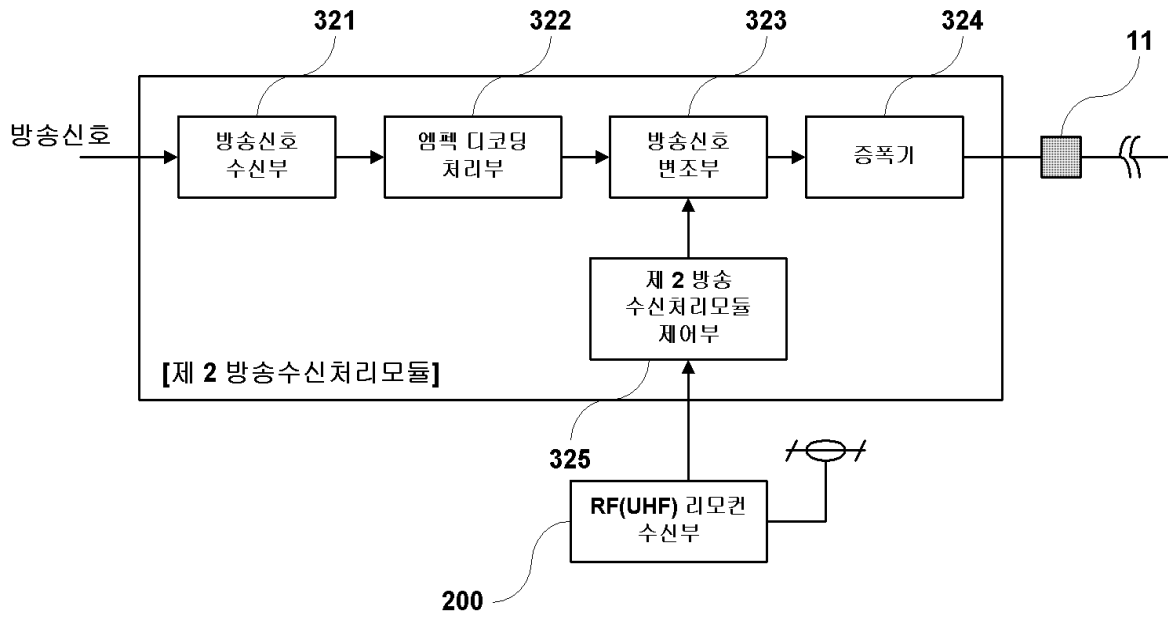 321
322
323
324
11
방송신호
방송신호
수신부
엠펙 디코딩
처리부
방송신호
변조부
증폭기
제 2 방송
수신처리모듈
제어부
[제 2 방송수신처리모듈]
325
RF(UHF) 리모컨
수신부
200